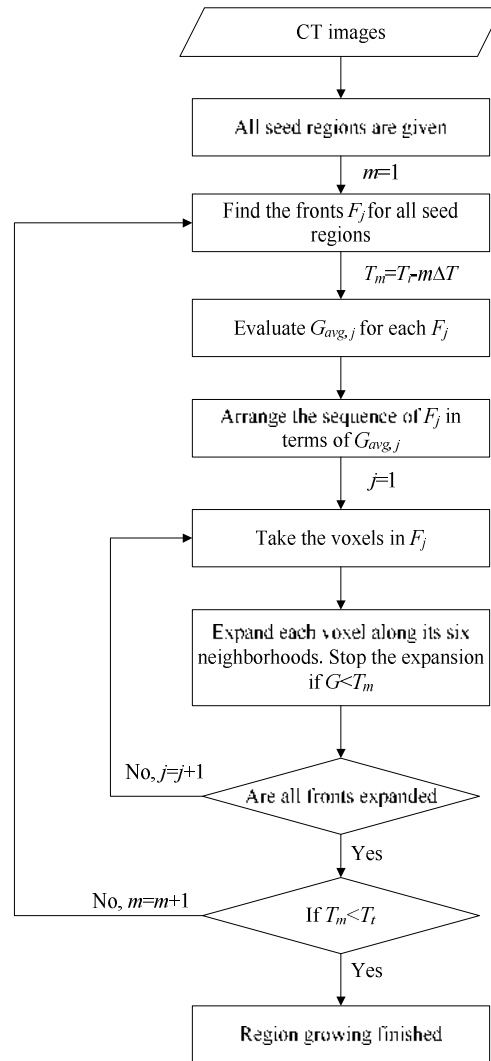 CT images
All seed regions are given
m=1
Find the fronts Fj for all seed
regions
Tm=Ti-mΔT
Evaluate Gavg, j for each Fj
Arrange the sequence of Fj in
terms of Gavg, j
j=1
Take the voxels in Fj
Expand each voxel along its six
neighborhoods. Stop the expansion
if G<Tm
No, j=j+1
Are all fronts expanded
Yes
No, m=m+1
If Tm<Tt
Yes
Region growing finished